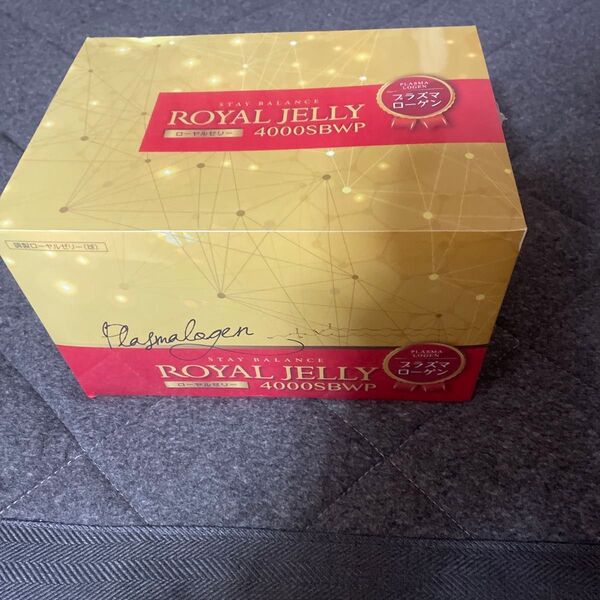 STAY BALANCE
ROYAL JELLY
ローヤルゼリー 4000SBWP
PLASMA
LOGEN
プラズマ
ローゲン
調製ローヤルゼリー(球)
Plasmalogen
STAY BALANCE
ROYAL JELLY
ローヤルゼリー 4000SBWP
PLASMA
LOGEN
プラズマ
ローゲン